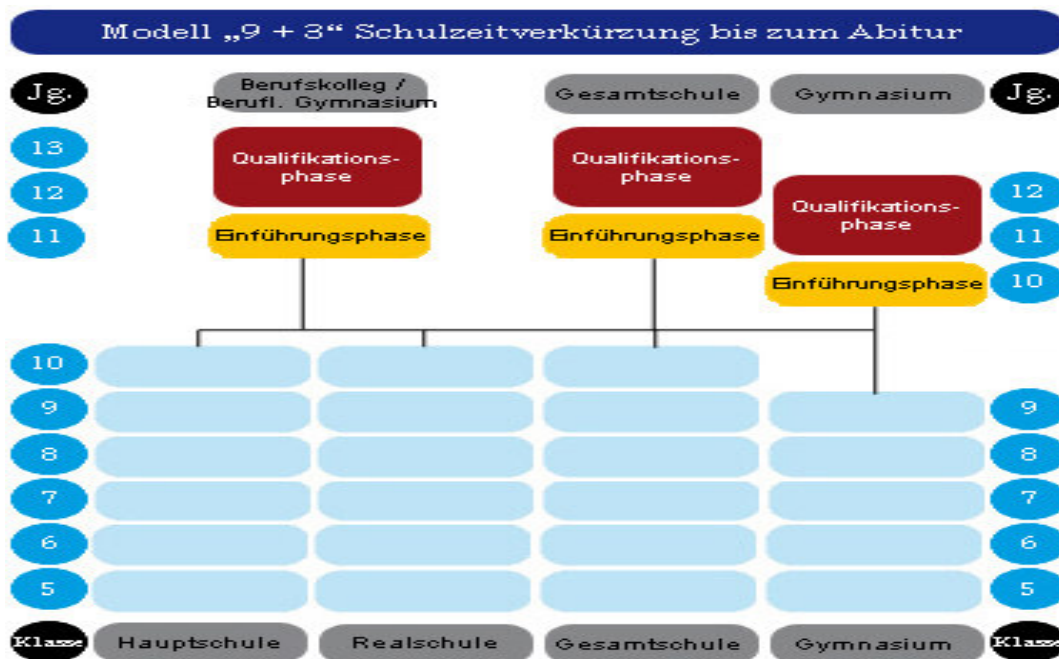 Modell „9 + 3“ Schulzeitverkürzung bis zum Abitur
Jg.
Berufskolleg /
Berufl. Gymnasium
Gesamtschule
Gymnasium
Jg.
13
Qualifikations-
phase
Qualifikations-
phase
12
12
Qualifikations-
phase
11
Einführungsphase
Einführungsphase
11
Einführungsphase
10
10
9
9
8
8
7
7
6
6
5
5
Klasse
Hauptschule
Realschule
Gesamtschule
Gymnasium
Klasse